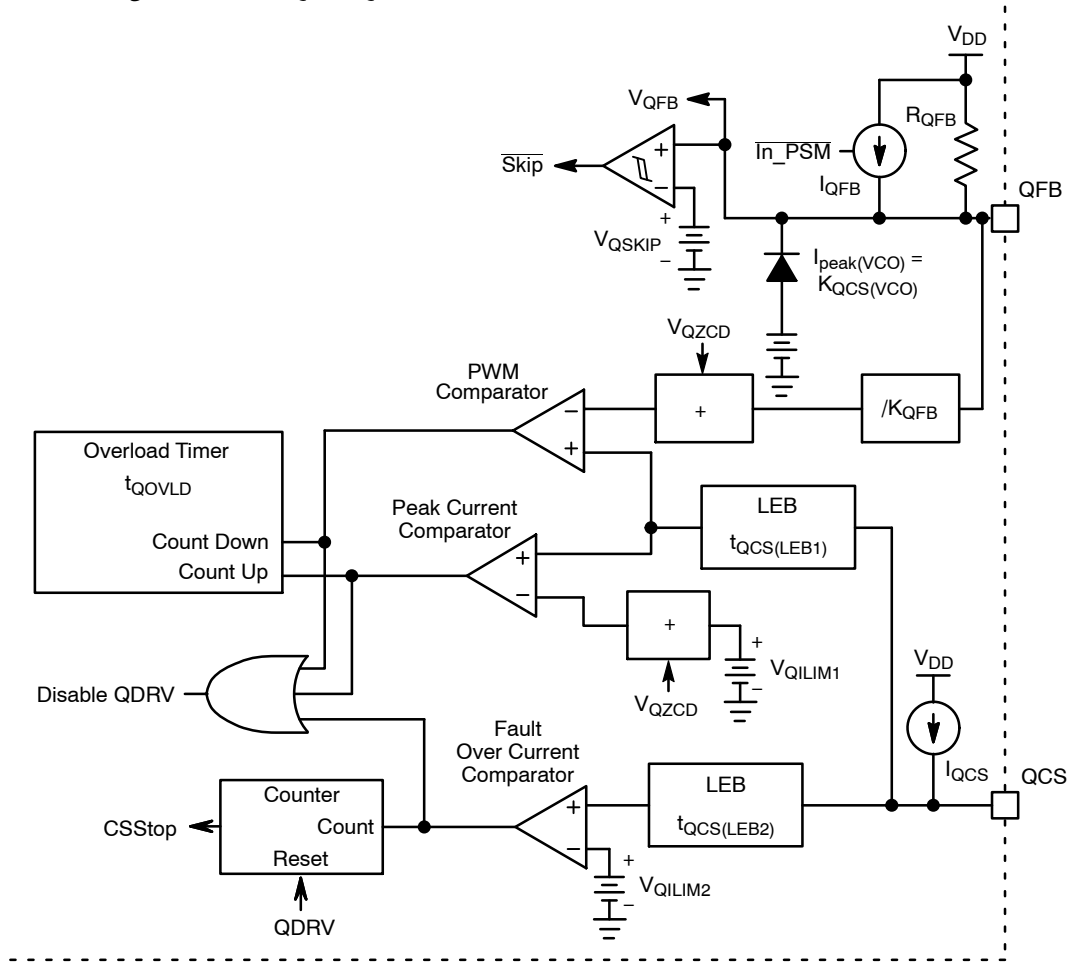 V_DD
V_QFB
R_QFB
Skip
In_PSM
I_QFB
QFB
+
−
+
V_QSKIP
−
I_peak(VCO) =
K_QCS(VCO)
V_QZCD
PWM
Comparator
−
+
+
/K_QFB
Overload Timer
t_QOVLD
Count Down
Count Up
Peak Current
Comparator
+
−
LEB
t_QCS(LEB1)
+
V_QZCD
+
V_QILIM1
−
V_DD
I_QCS
QCS
Disable QDRV
Fault
Over Current
Comparator
+
−
LEB
t_QCS(LEB2)
Counter
Count
Reset
CSStop
QDRV
+
V_QILIM2
−